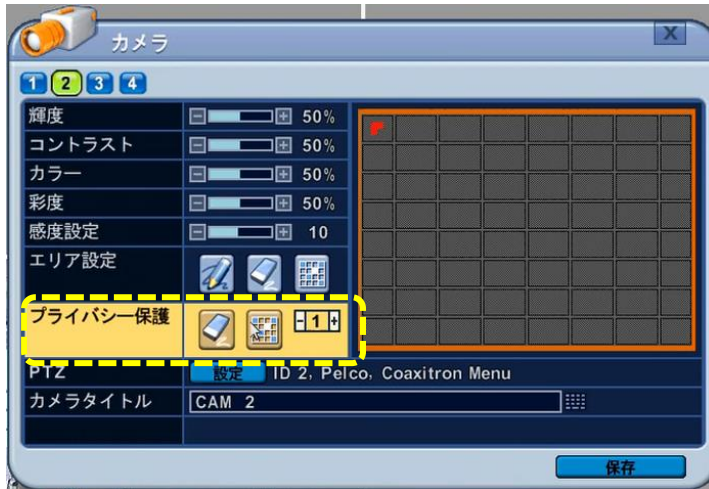 カメラ
X
1 2 3 4
輝度 50%
コントラスト 50%
カラー 50%
彩度 50%
感度設定 10
エリア設定
プライバシー保護 - 1 +
PTZ 設定 ID 2, Pelco, Coaxitron Menu
カメラタイトル CAM 2
保存